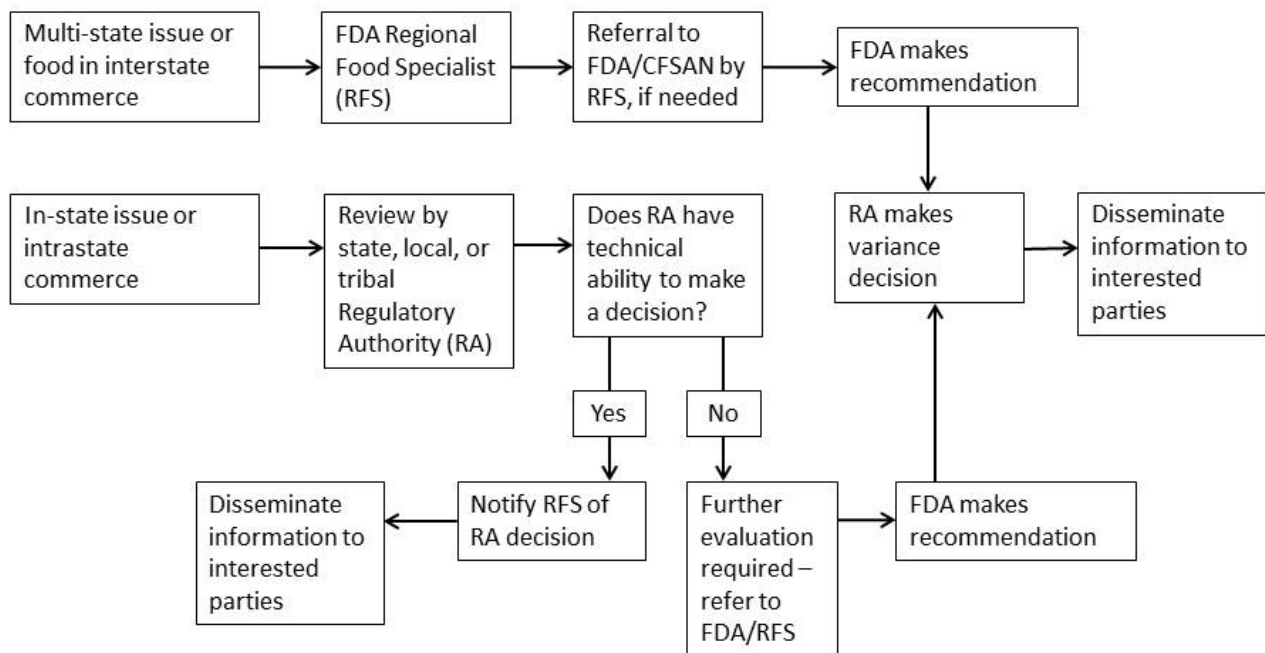 Multi-state issue or
food in interstate
commerce
FDA Regional
Food Specialist
(RFS)
Referral to
FDA/CFSAN by
RFS, if needed
FDA makes
recommendation
In-state issue or
intrastate
commerce
Review by
state, local, or
tribal
Regulatory
Authority (RA)
Does RA have
technical
ability to make
a decision?
RA makes
variance
decision
Disseminate
information to
interested
parties
Yes
No
Disseminate
information to
interested
parties
Notify RFS of
RA decision
Further
evaluation
required –
refer to
FDA/RFS
FDA makes
recommendation